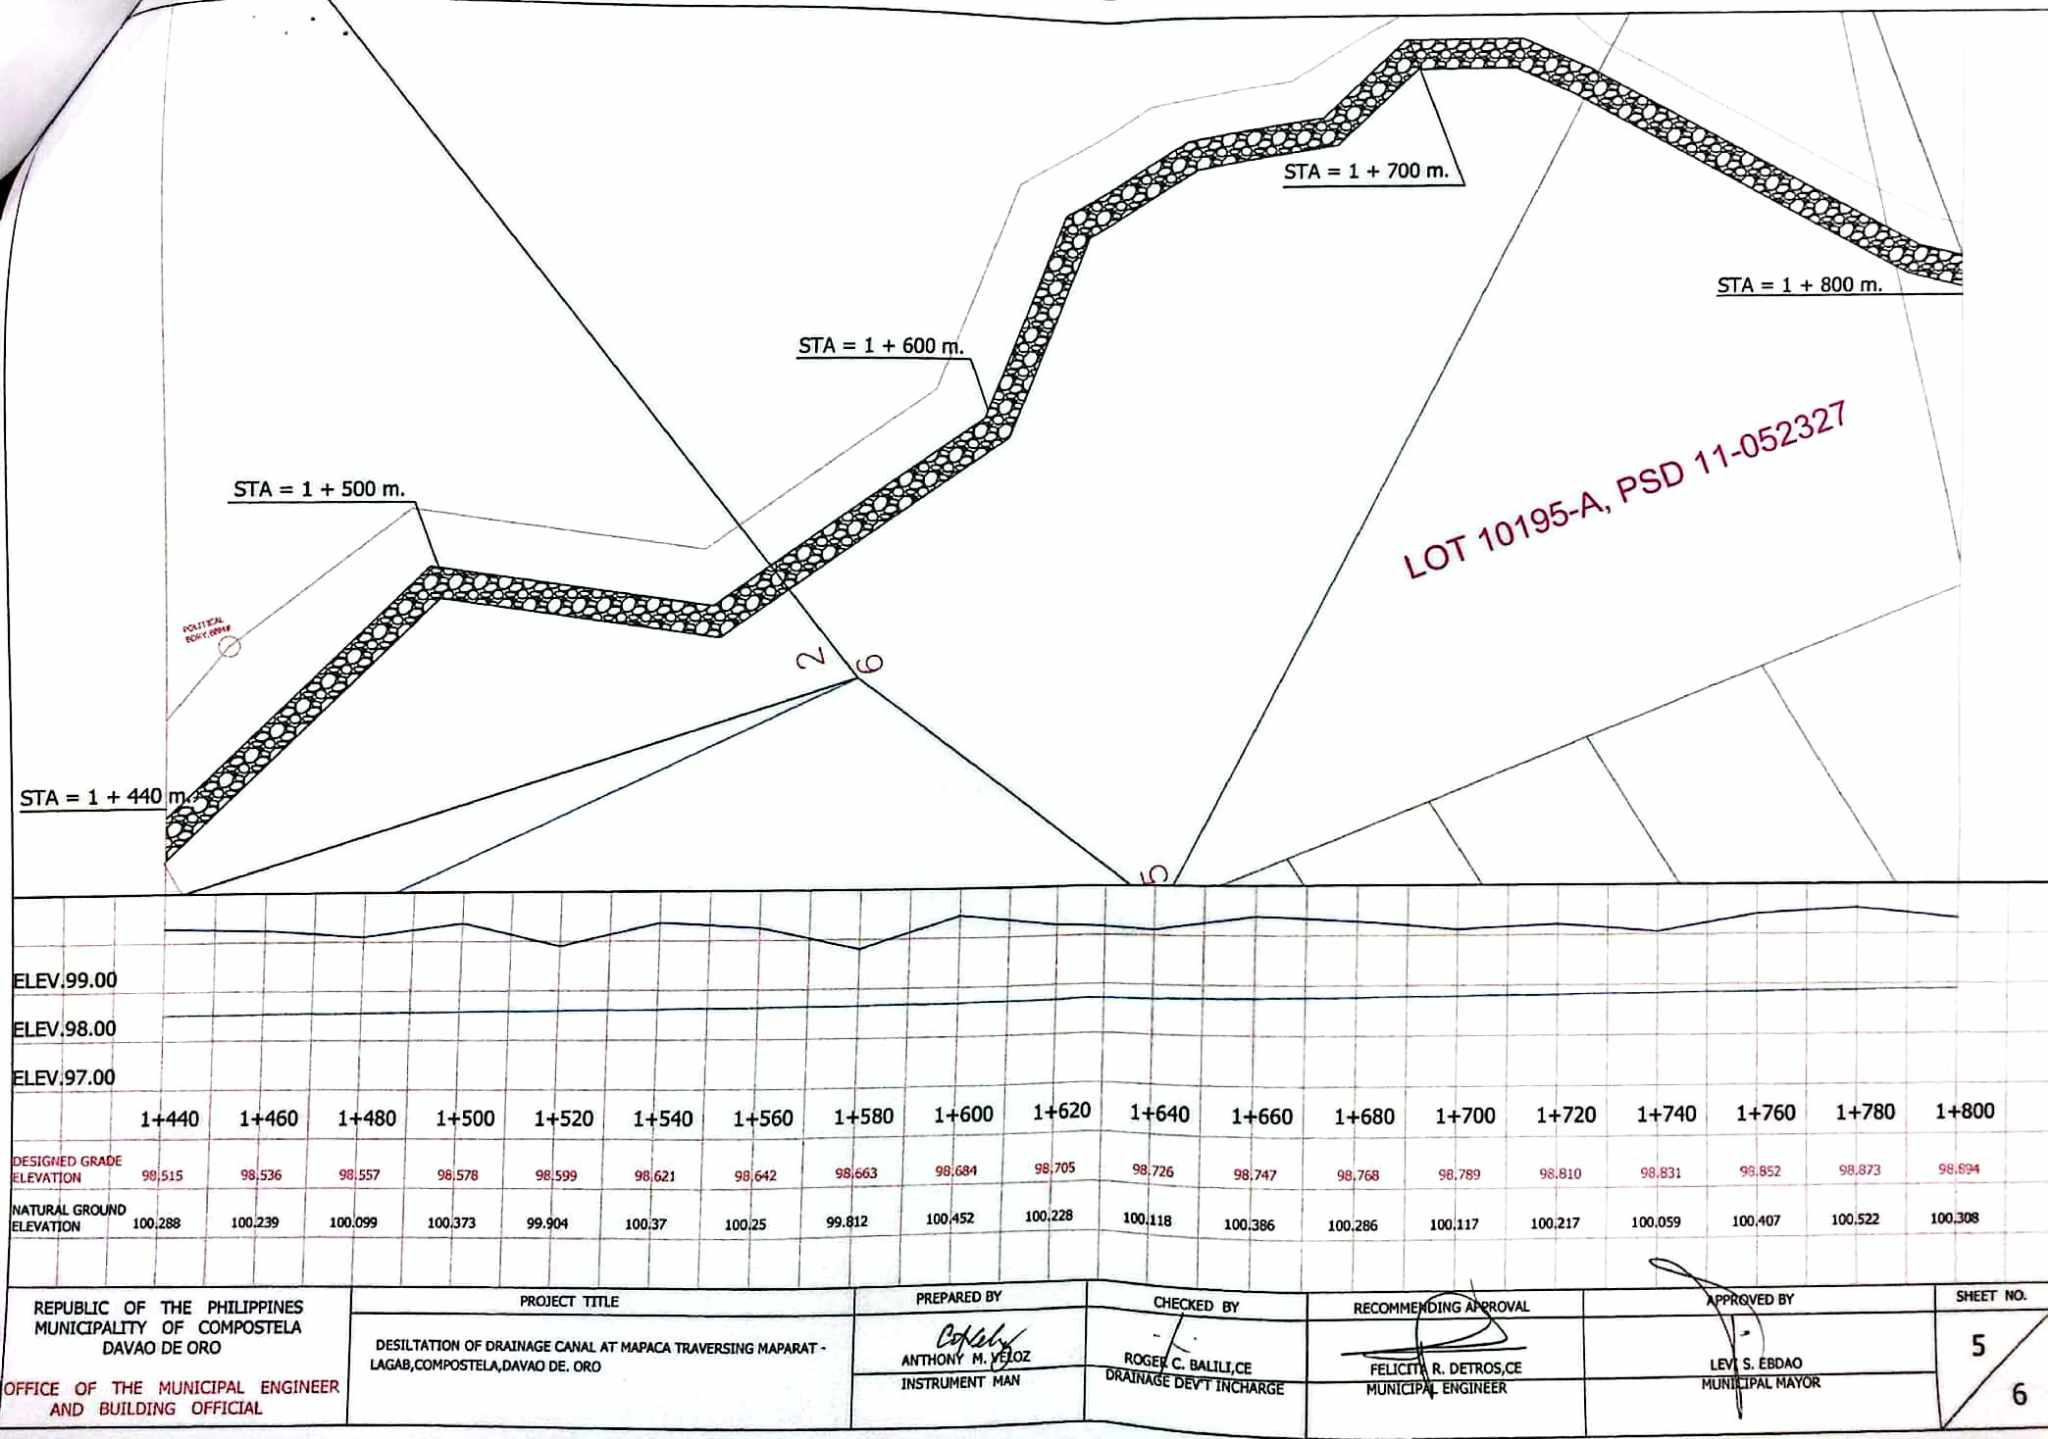 STA = 1 + 700 m.
STA = 1 + 800 m.
STA = 1 + 600 m.
LOT 10195-A, PSD 11-052327
STA = 1 + 500 m.
POLITICAL
2
6
STA = 1 + 440 m.
5
ELEV.99.00
ELEV.98.00
ELEV.97.00
1+440 1+460 1+480 1+500 1+520 1+540 1+560 1+580 1+600 1+620 1+640 1+660 1+680 1+700 1+720 1+740 1+760 1+780 1+800
DESIGNED GRADE
ELEVATION 98.515 98.536 98.557 98.578 98.599 98.621 98.642 98.663 98.684 98.705 98.726 98.747 98.768 98.789 98.810 98.831 98.852 98.873 98.894
NATURAL GROUND
ELEVATION 100.288 100.239 100.099 100.373 99.904 100.37 100.25 99.812 100.452 100.228 100.118 100.386 100.286 100.117 100.217 100.059 100.407 100.522 100.308
REPUBLIC OF THE PHILIPPINES
MUNICIPALITY OF COMPOSTELA
DAVAO DE ORO
OFFICE OF THE MUNICIPAL ENGINEER
AND BUILDING OFFICIAL
PROJECT TITLE
DESILTATION OF DRAINAGE CANAL AT MAPACA TRAVERSING MAPARAT -
LAGAB,COMPOSTELA,DAVAO DE. ORO
PREPARED BY
ANTHONY M. VELOZ
INSTRUMENT MAN
CHECKED BY
ROGER C. BALILI,CE
DRAINAGE DEV'T INCHARGE
RECOMMENDING APPROVAL
FELICITA R. DETROS,CE
MUNICIPAL ENGINEER
APPROVED BY
LEVI S. EBDAO
MUNICIPAL MAYOR
SHEET NO.
5
6